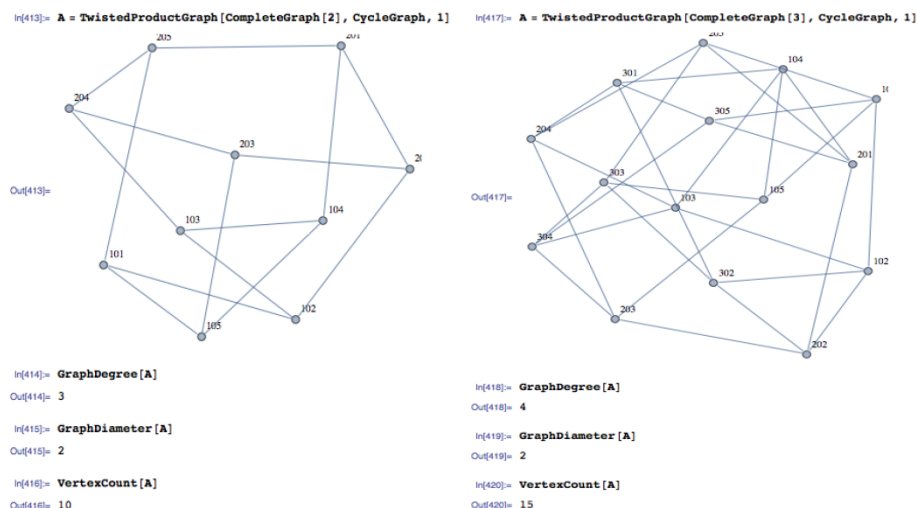 In[413]:= A = TwistedProductGraph[CompleteGraph[2], CycleGraph, 1]
205
201
204
203
20
Out[413]=
103
104
101
102
105
In[414]:= GraphDegree[A]
Out[414]= 3
In[415]:= GraphDiameter[A]
Out[415]= 2
In[416]:= VertexCount[A]
Out[416]= 10
In[417]:= A = TwistedProductGraph[CompleteGraph[3], CycleGraph, 1]
205
104
301
10
305
204
201
303
Out[417]=
105
103
304
102
302
203
202
In[418]:= GraphDegree[A]
Out[418]= 4
In[419]:= GraphDiameter[A]
Out[419]= 2
In[420]:= VertexCount[A]
Out[420]= 15